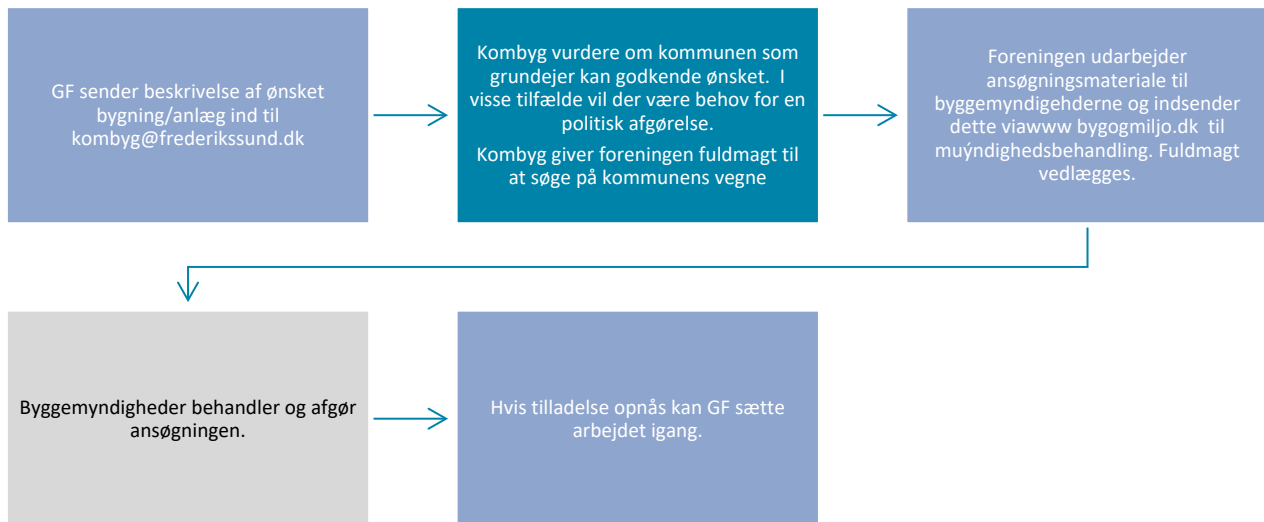 GF sender beskrivelse af ønsket
bygning/anlæg ind til
kombyg@frederikssund.dk
Kombyg vurdere om kommunen som
grundejer kan godkende ønsket.  I
visse tilfælde vil der være behov for en
politisk afgørelse.
Kombyg giver foreningen fuldmagt til
at søge på kommunens vegne
Foreningen udarbejder
ansøgningsmateriale til
byggemyndigehderne og indsender
dette viawww bygogmiljo.dk  til
muýndighedsbehandling. Fuldmagt
vedlægges.
Byggemyndigheder behandler og afgør
ansøgningen.
Hvis tilladelse opnås kan GF sætte
arbejdet igang.